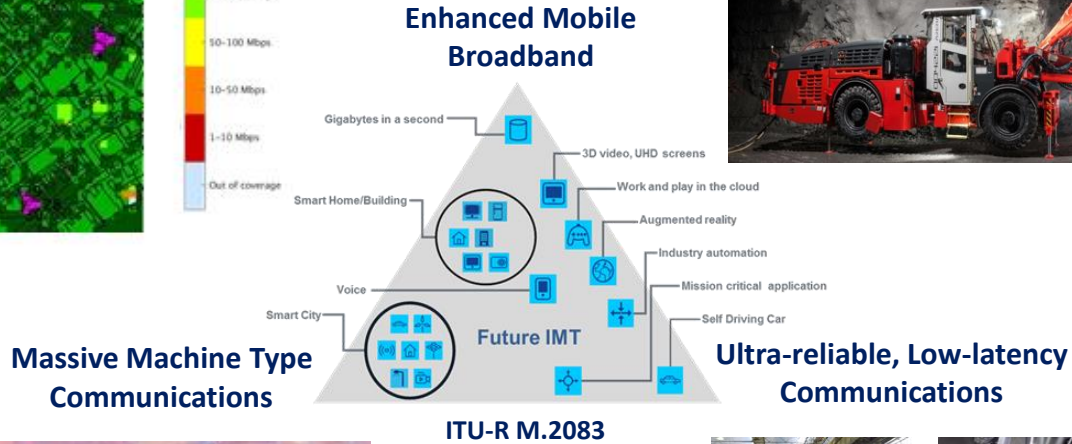 Enhanced Mobile
Broadband
50-100 Mbps
10-50 Mbps
1-10 Mbps
Out of coverage
Gigabytes in a second
3D video, UHD screens
Work and play in the cloud
Smart Home/Building
Augmented reality
Industry automation
Voice
Mission critical application
Smart City
Self Driving Car
Future IMT
Massive Machine Type
Communications
Ultra-reliable, Low-latency
Communications
ITU-R M.2083